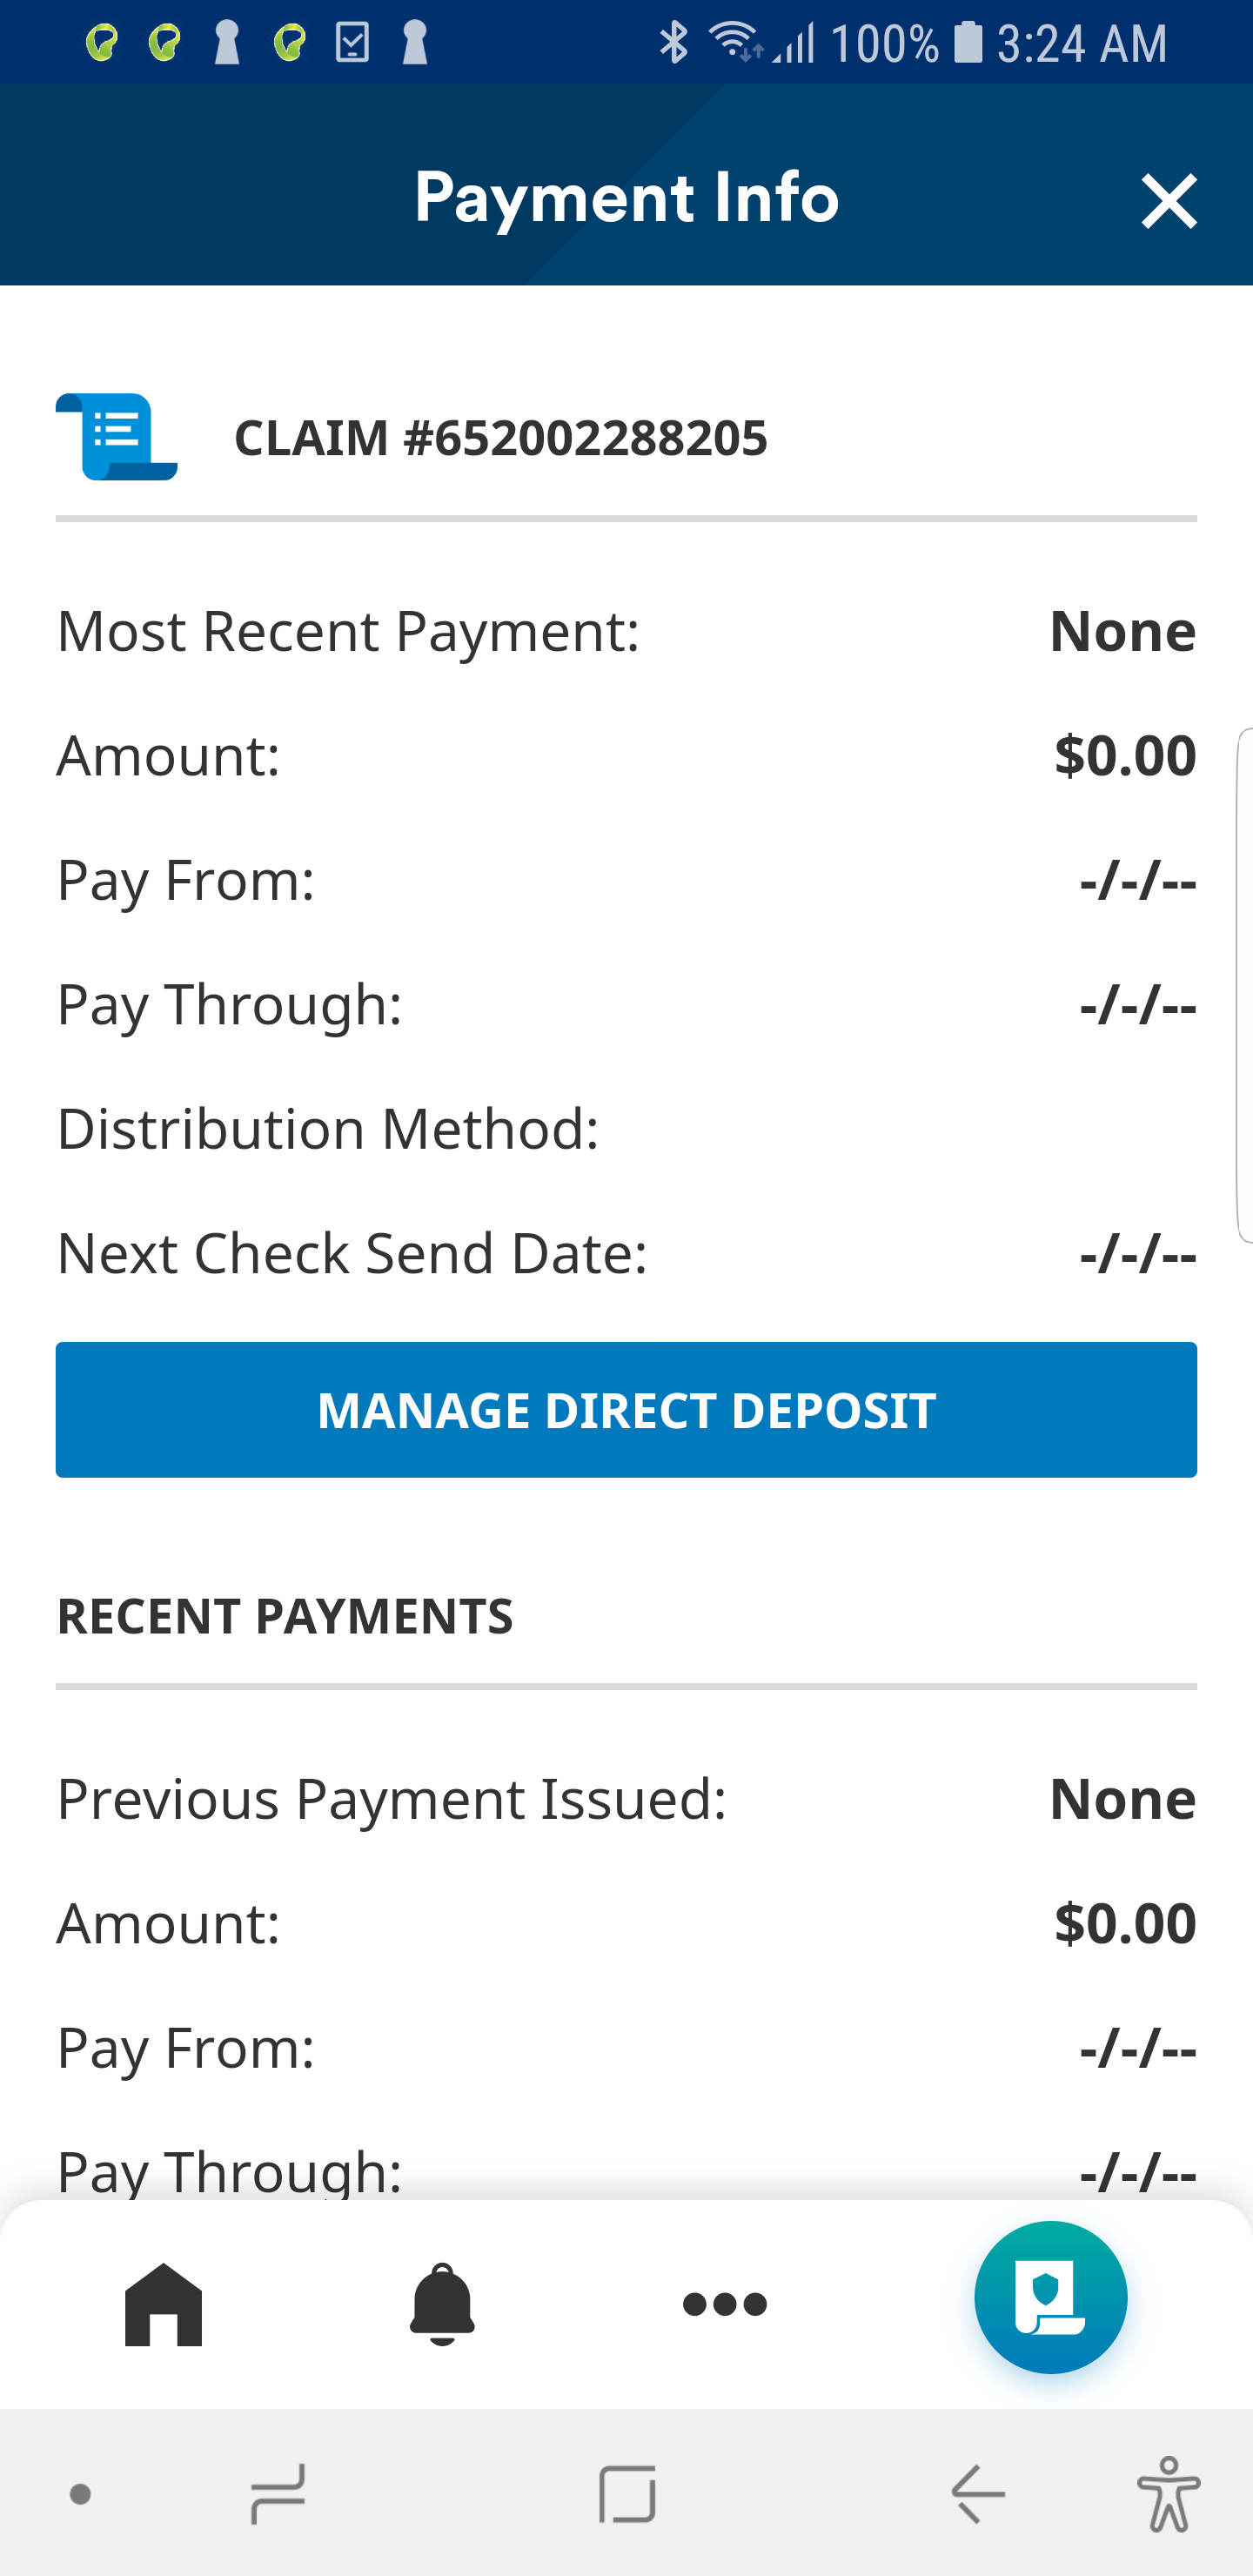 100% 3:24 AM
Payment Info
CLAIM #652002288205
Most Recent Payment: None
Amount: $0.00
Pay From: -/-/--
Pay Through: -/-/--
Distribution Method:
Next Check Send Date: -/-/--
MANAGE DIRECT DEPOSIT
RECENT PAYMENTS
Previous Payment Issued: None
Amount: $0.00
Pay From: -/-/--
Pay Through: -/-/--